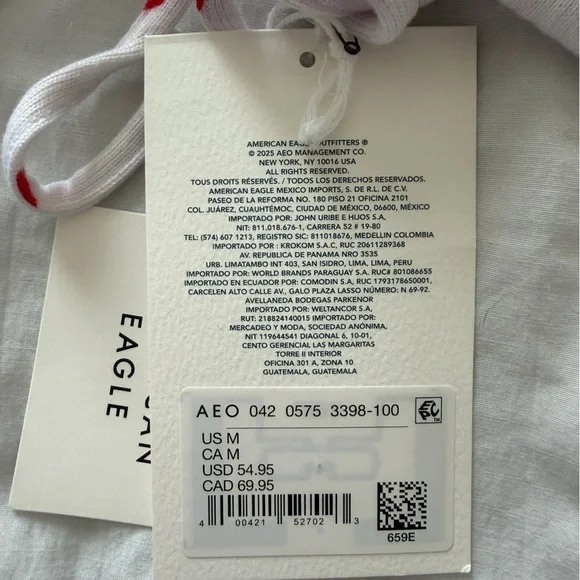 AMERICAN EAGLE OUTFITTERS ®
© 2025 AEO MANAGEMENT CO.
NEW YORK, NY 10016 USA
ALL RIGHTS RESERVED.
TOUS DROITS RÉSERVÉS. / TODOS LOS DERECHOS RESERVADOS.
AMERICAN EAGLE MEXICO IMPORTS, S. DE R.L. DE C.V.
PASEO DE LA REFORMA NO. 180 PISO 21 OFICINA 2101
COL. JUÁREZ, CUAUHTÉMOC, CIUDAD DE MÉXICO, 06600, MÉXICO
IMPORTADO POR: JOHN URIBE E HIJOS S.A,
NIT: 811.018.676-1, CARRERA 52 # 19-80
TEL: (574) 607 1213, REGISTRO SIC: 811018676, MEDELLIN COLOMBIA
IMPORTADO POR : KROKOM S.A.C, RUC 20611289368
AV. REPUBLICA DE PANAMA NRO 3535
URB. LIMATAMBO INT 403, SAN ISIDRO, LIMA, LIMA, PERU
IMPORTADO POR: WORLD BRANDS PARAGUAY S.A. RUC# 801086655
IMPORTADO EN ECUADOR POR: COMODIN S.A., RUC 1793178650001,
CARCELEN ALTO CALLE AV., GALO PLAZA LASSO NÚMERO: N 69-92.
AVELLANEDA BODEGAS PARKENOR
IMPORTADO POR: WELTANCOR S.A,
RUT: 218824140015 IMPORTADO POR:
MERCADEO Y MODA, SOCIEDAD ANÓNIMA,
NIT 119644541 DIAGONAL 6, 10-01,
CENTO GERENCIAL LAS MARGARITAS
TORRE II INTERIOR
OFICINA 301 A, ZONA 10
GUATEMALA, GUATEMALA
AEO 042 0575 3398-100
US M
CA M
USD 54.95
CAD 69.95
4 00421 52702 3
659E
EPC
TM
EAGLE
CAN